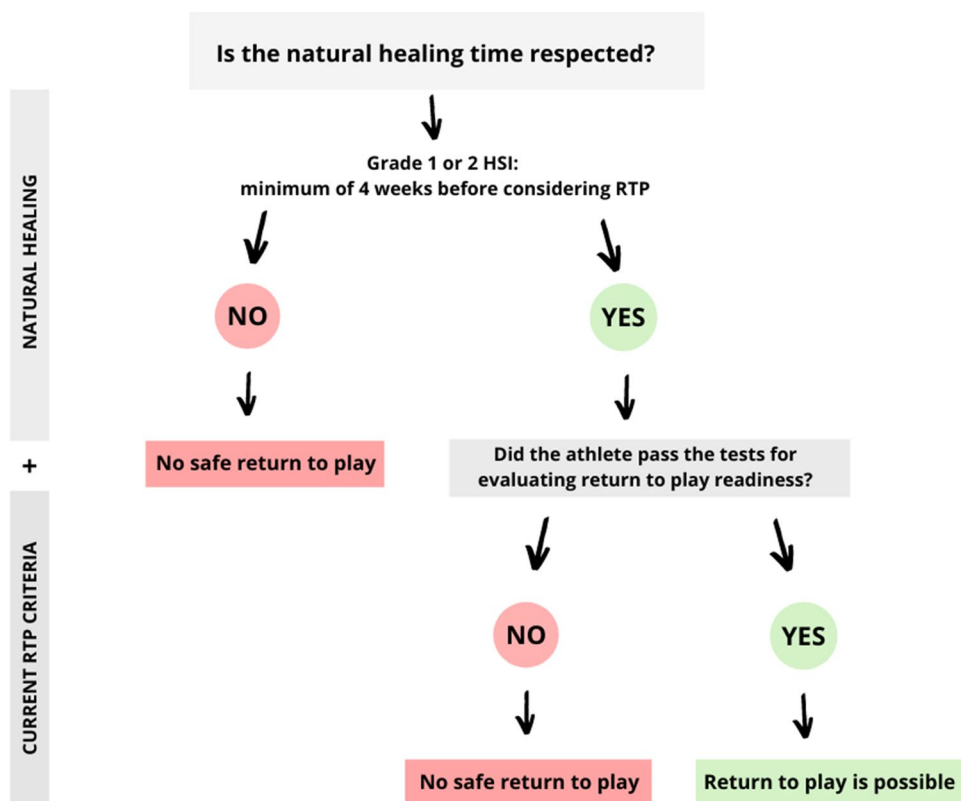 Is the natural healing time respected?
NATURAL HEALING
Grade 1 or 2 HSI:
minimum of 4 weeks before considering RTP
NO
YES
+
No safe return to play
Did the athlete pass the tests for
evaluating return to play readiness?
CURRENT RTP CRITERIA
NO
YES
No safe return to play
Return to play is possible